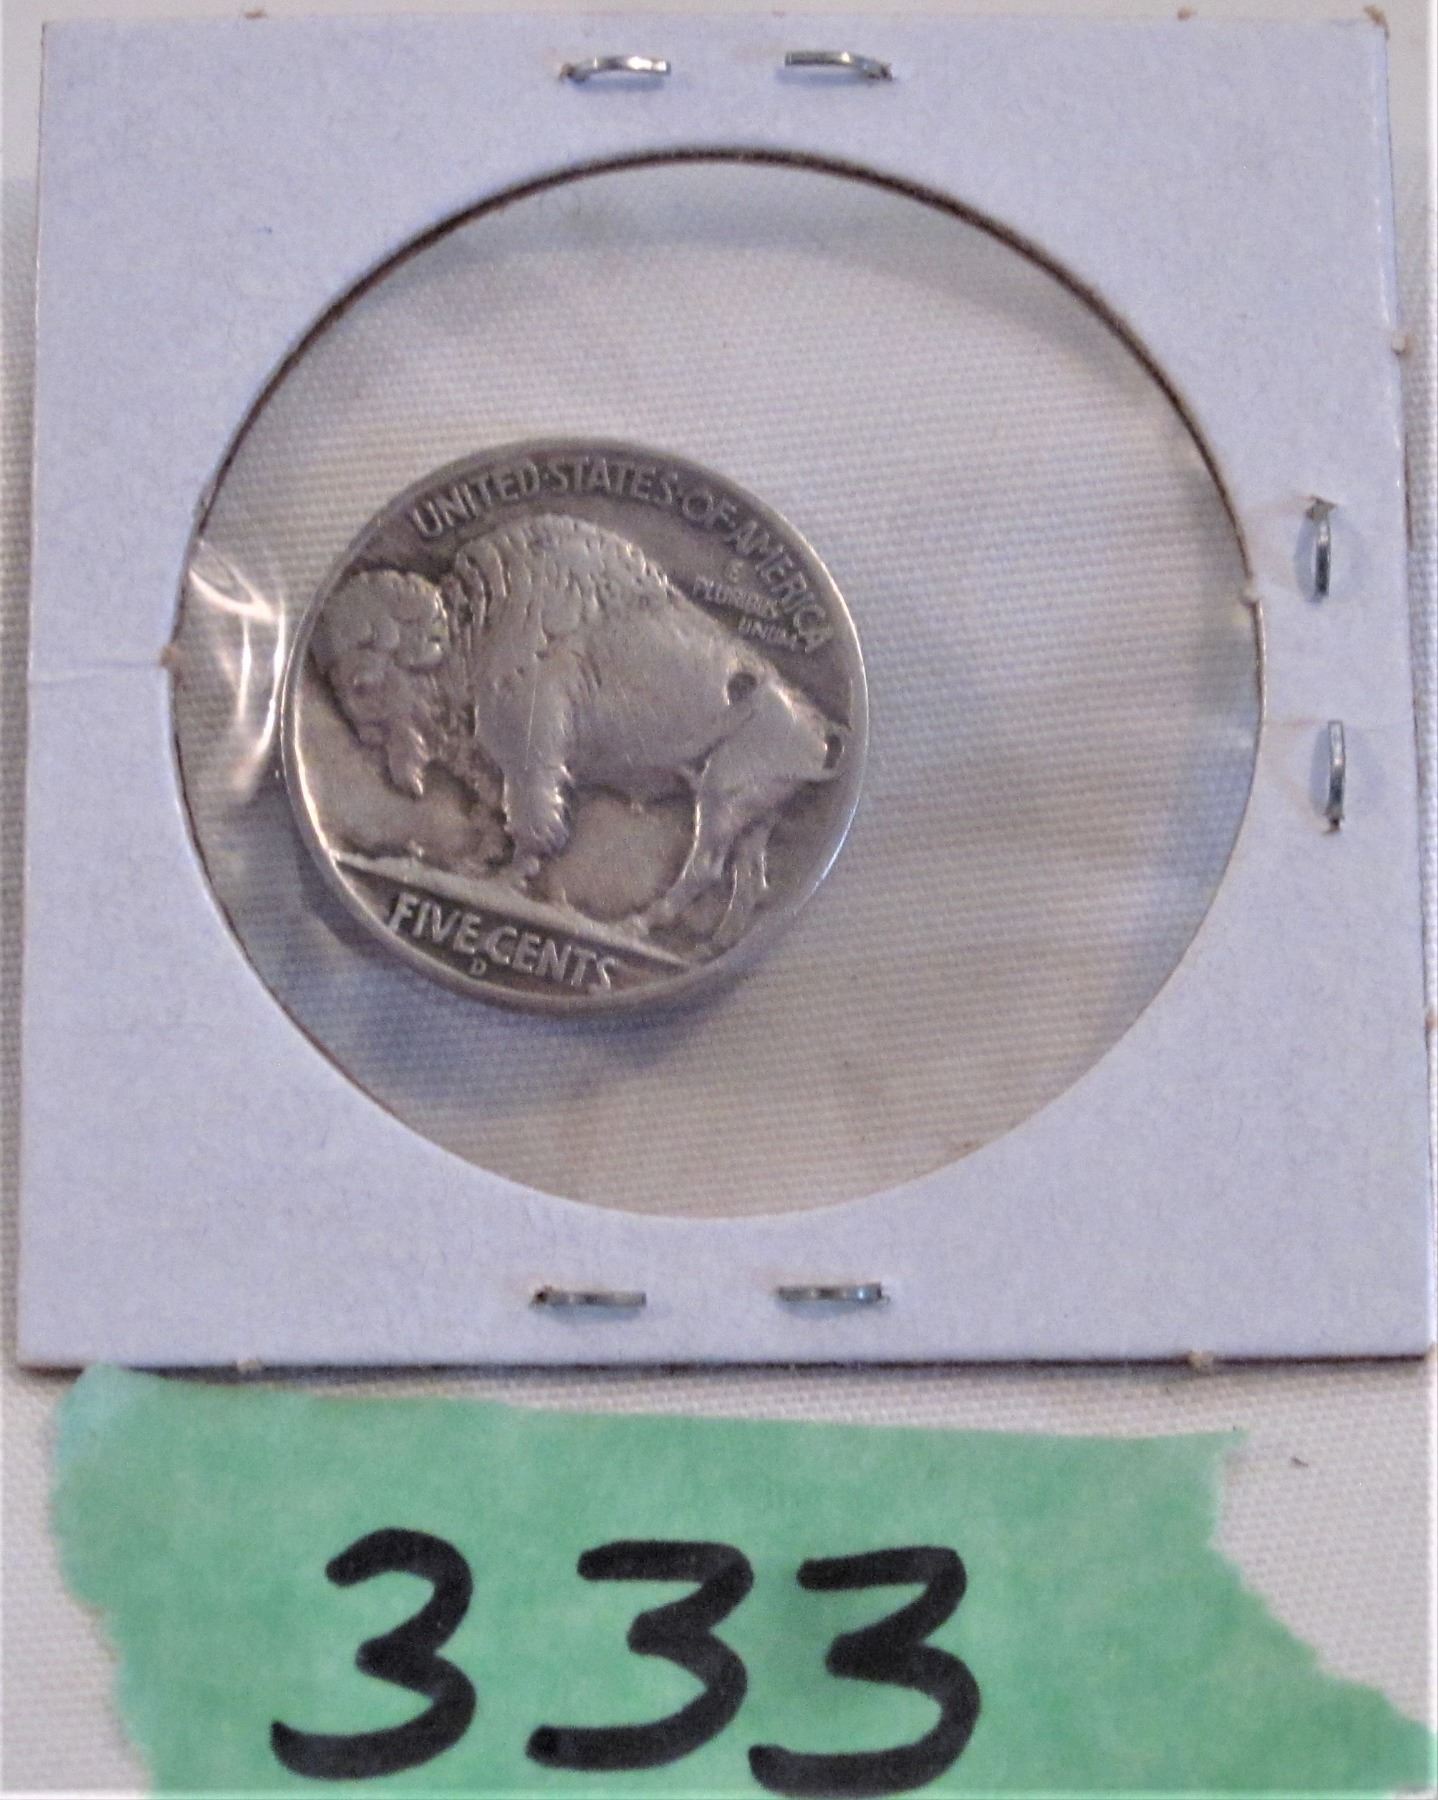 UNITED·STATES·OF·AMERICA
E
PLURIBUS
UNUM
FIVE CENTS
D
333